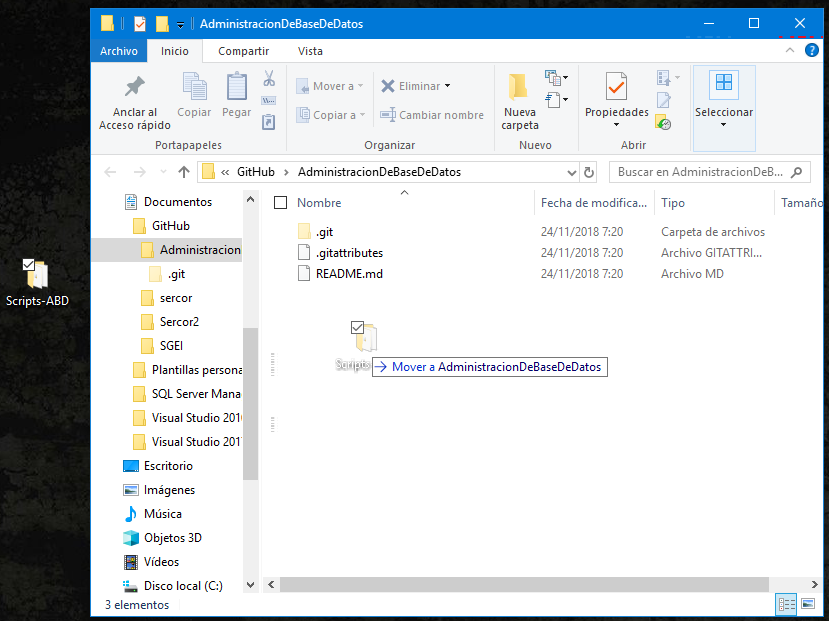 AdministracionDeBaseDeDatos
Archivo Inicio Compartir Vista
Anclar al
Acceso rápido
Copiar
Pegar
Portapapeles
Mover a
Copiar a
Eliminar
Cambiar nombre
Organizar
Nueva
carpeta
Nuevo
Propiedades
Abrir
Seleccionar
« GitHub › AdministracionDeBaseDeDatos
Buscar en AdministracionDeB...
Documentos
GitHub
Administracion
.git
sercor
Sercor2
SGEI
Plantillas persona
SQL Server Mana
Visual Studio 201
Visual Studio 201
Escritorio
Imágenes
Música
Objetos 3D
Vídeos
Disco local (C:)
Nombre Fecha de modifica... Tipo Tamaño
.git 24/11/2018 7:20 Carpeta de archivos
.gitattributes 24/11/2018 7:20 Archivo GITATTRI...
README.md 24/11/2018 7:20 Archivo MD
Scripts
Mover a AdministracionDeBaseDeDatos
Scripts-ABD
3 elementos